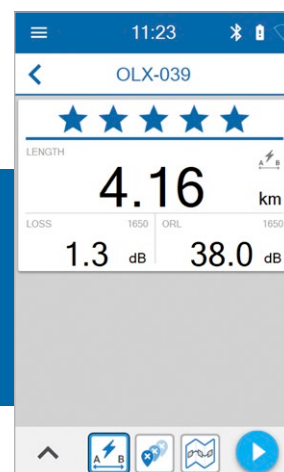 11:23
OLX-039
LENGTH
A B
4.16 km
LOSS 1650 ORL 1650
1.3 dB 38.0 dB
A B